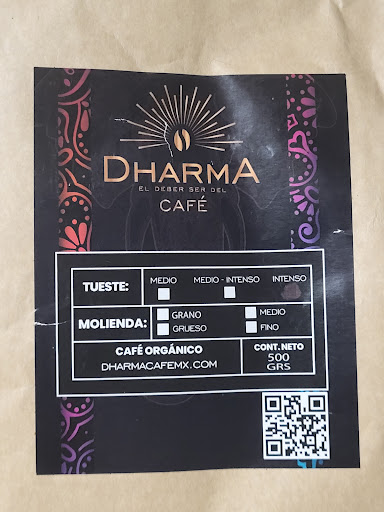 DHARMA
EL DEBER SER DEL
CAFÉ
TUESTE: MEDIO MEDIO - INTENSO INTENSO
MOLIENDA: GRANO MEDIO
GRUESO FINO
CAFÉ ORGÁNICO CONT. NETO
DHARMACAFEMX.COM 500
GRS